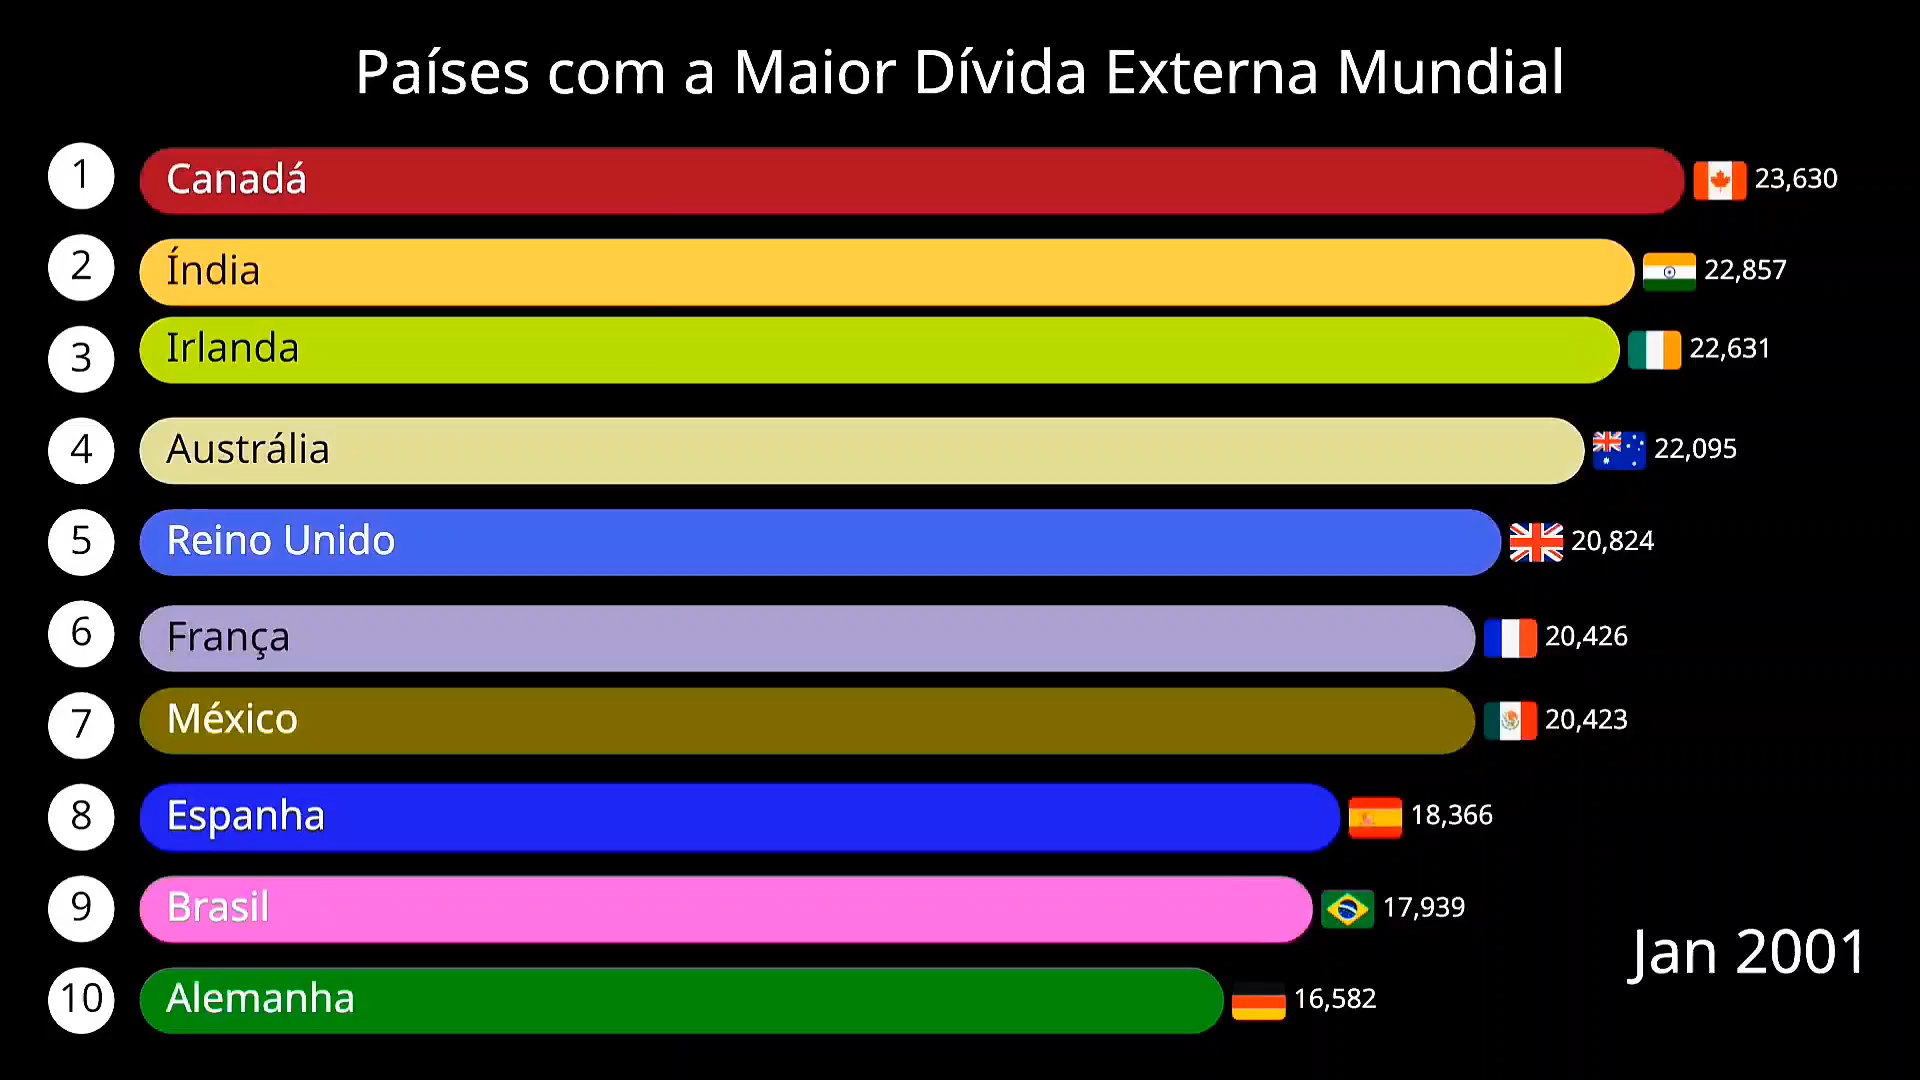 Países com a Maior Dívida Externa Mundial
1 Canadá 23,630
2 Índia 22,857
3 Irlanda 22,631
4 Austrália 22,095
5 Reino Unido 20,824
6 França 20,426
7 México 20,423
8 Espanha 18,366
9 Brasil 17,939
10 Alemanha 16,582
Jan 2001